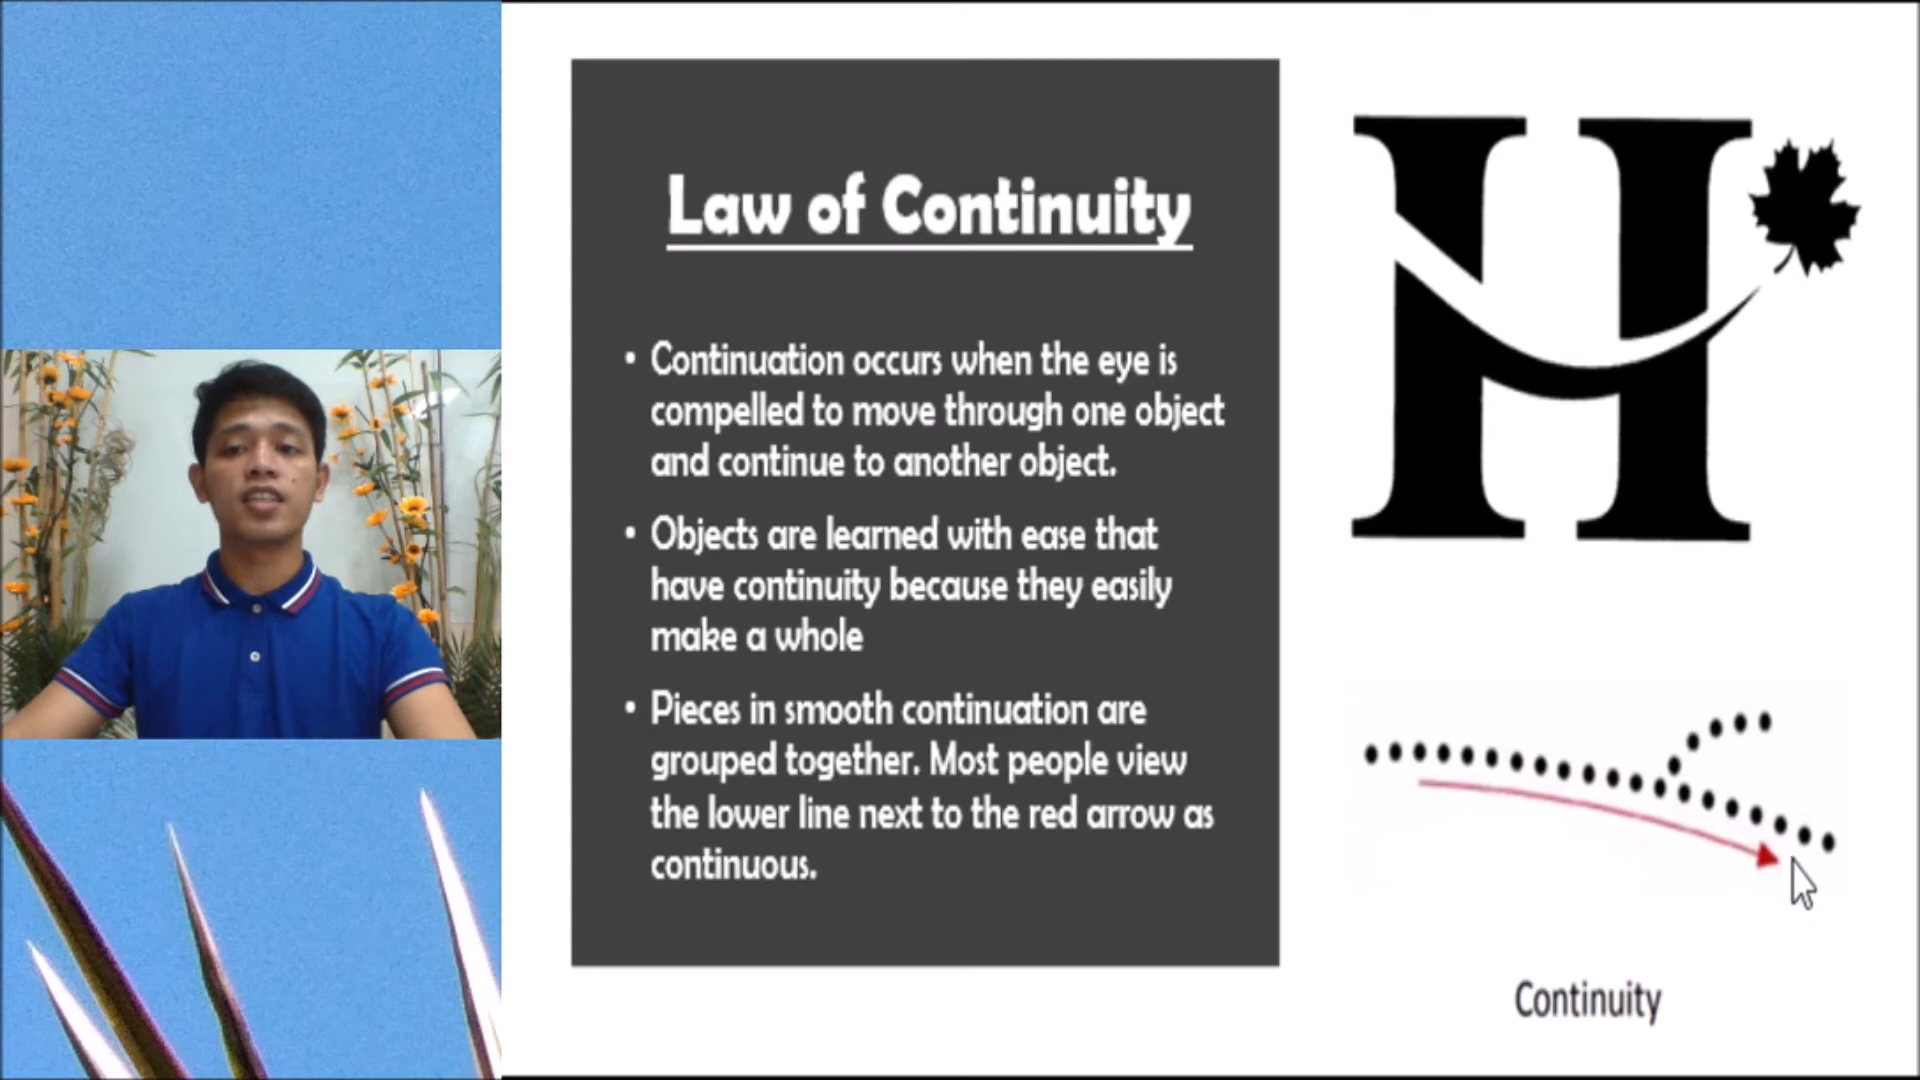 Law of Continuity
• Continuation occurs when the eye is
compelled to move through one object
and continue to another object.
• Objects are learned with ease that
have continuity because they easily
make a whole
• Pieces in smooth continuation are
grouped together. Most people view
the lower line next to the red arrow as
continuous.
H
Continuity